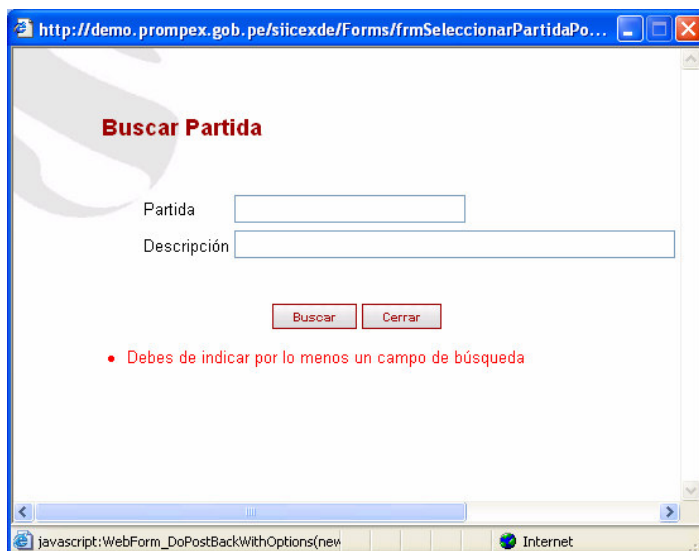 http://demo.prompex.gob.pe/siicexde/Forms/frmSeleccionarPartidaPo...
Buscar Partida
Partida
Descripción
Buscar Cerrar
• Debes de indicar por lo menos un campo de búsqueda
javascript:WebForm_DoPostBackWithOptions(new Internet